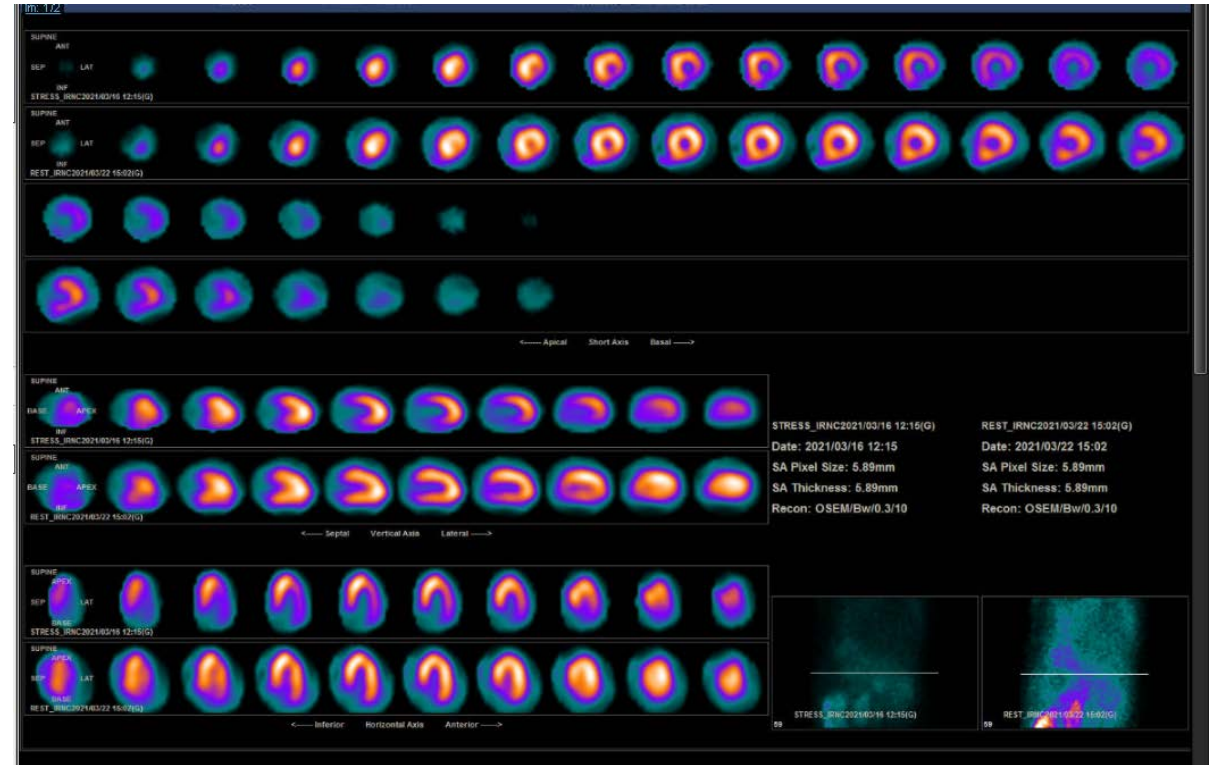 Im: 1/2
SUPINE
ANT
SEP LAT
INF
STRESS_IRNC2021/03/16 12:15(G)
SUPINE
ANT
SEP LAT
INF
REST_IRNC2021/03/22 15:02(G)
<---- Apical Short Axis Basal ---->
SUPINE
ANT
BASE APEX
INF
STRESS_IRNC2021/03/16 12:15(G)
SUPINE
ANT
BASE APEX
INF
REST_IRNC2021/03/22 15:02(G)
<---- Septal Vertical Axis Lateral ---->
STRESS_IRNC2021/03/16 12:15(G)
Date: 2021/03/16 12:15
SA Pixel Size: 5.89mm
SA Thickness: 5.89mm
Recon: OSEM/Bw/0.3/10
REST_IRNC2021/03/22 15:02(G)
Date: 2021/03/22 15:02
SA Pixel Size: 5.89mm
SA Thickness: 5.89mm
Recon: OSEM/Bw/0.3/10
SUPINE
APEX
SEP LAT
BASE
STRESS_IRNC2021/03/16 12:15(G)
SUPINE
APEX
SEP LAT
BASE
REST_IRNC2021/03/22 15:02(G)
<---- Inferior Horizontal Axis Anterior ---->
STRESS_IRNC2021/03/16 12:15(G)
59
REST_IRNC2021/03/22 15:02(G)
59